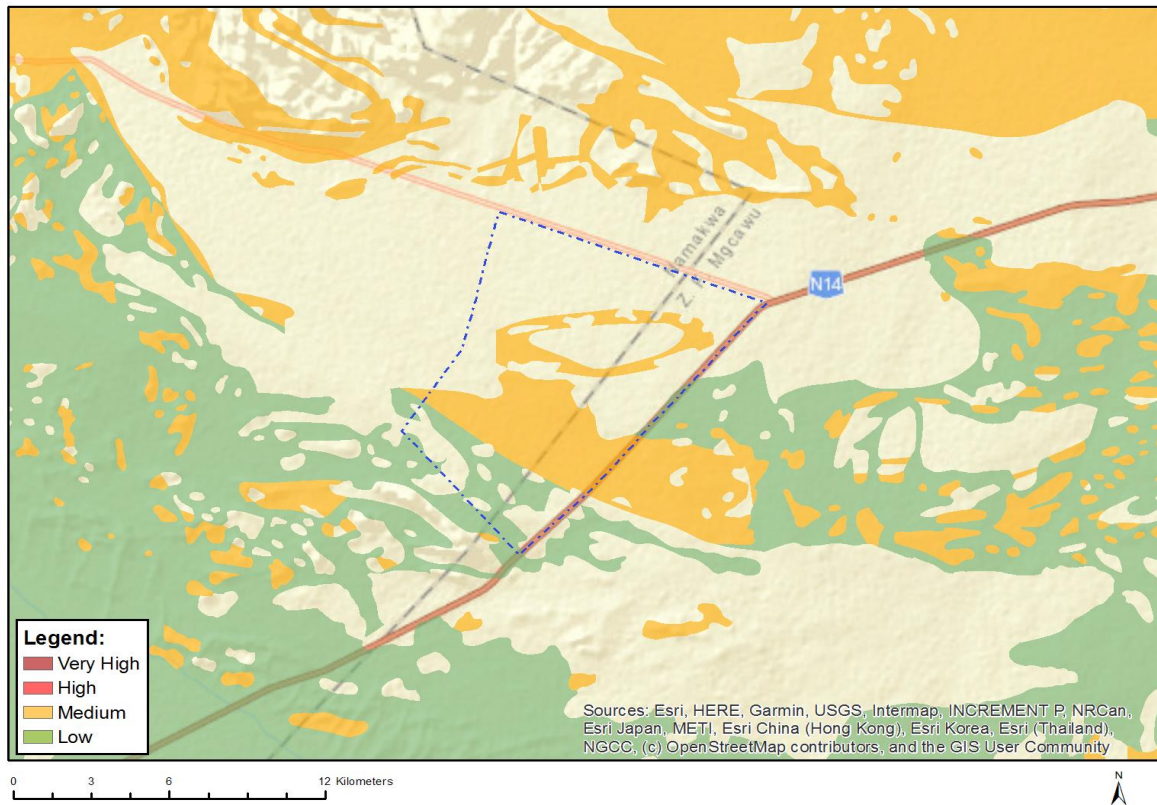 Namakwa
Z. F. Mgcawu
N14
Legend:
Very High
High
Medium
Low
Sources: Esri, HERE, Garmin, USGS, Intermap, INCREMENT P, NRCan,
Esri Japan, METI, Esri China (Hong Kong), Esri Korea, Esri (Thailand),
NGCC, (c) OpenStreetMap contributors, and the GIS User Community
0 3 6 12 Kilometers
N